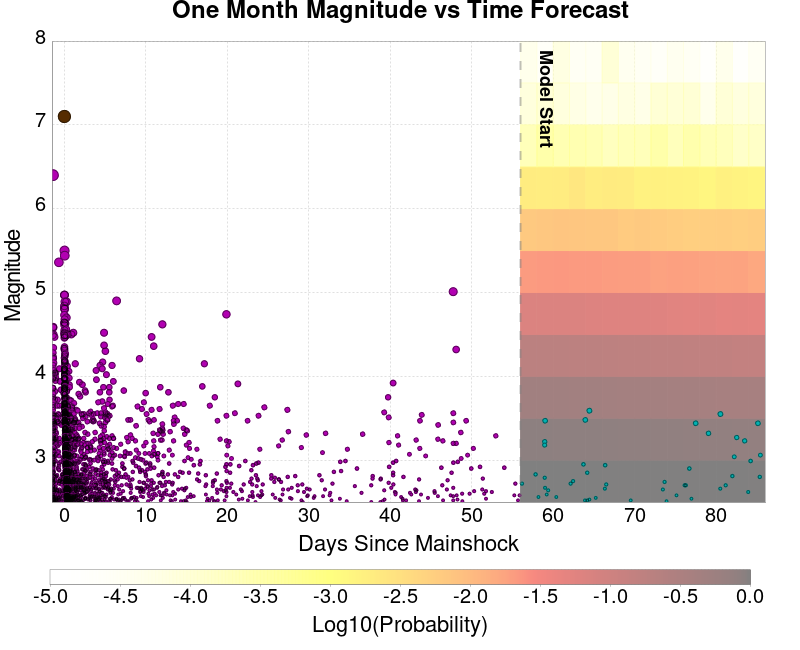 One Month Magnitude vs Time Forecast
8
7
6
5
4
3
Magnitude
Model Start
0 10 20 30 40 50 60 70 80
Days Since Mainshock
-5.0 -4.5 -4.0 -3.5 -3.0 -2.5 -2.0 -1.5 -1.0 -0.5 0.0
Log10(Probability)